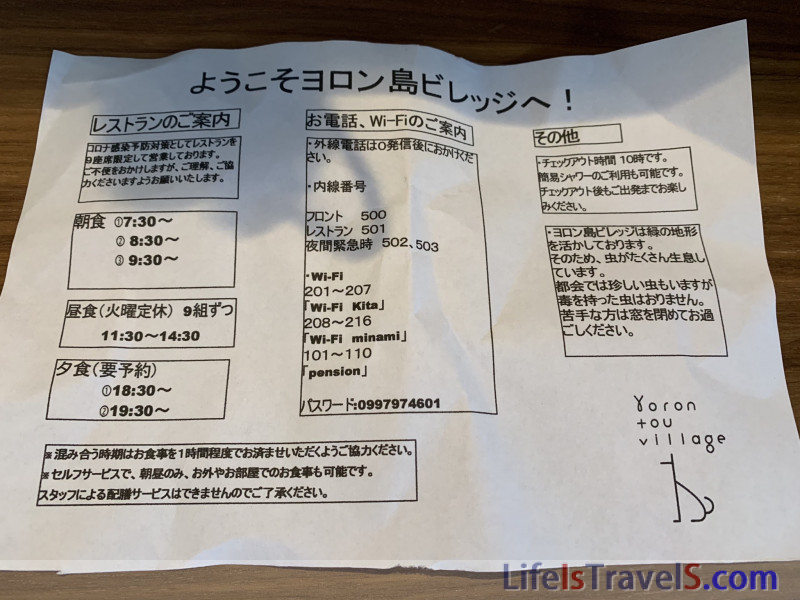 ようこそヨロン島ビレッジへ！
レストランのご案内
コロナ感染予防対策としてレストランを
9座席限定して営業しております。
ご不便をおかけしますが、ご理解、ご協
力くださいますようお願いいたします。
朝食 ①7:30～
② 8:30～
③ 9:30～
昼食（火曜定休） 9組ずつ
11:30～14:30
夕食（要予約）
①18:30～
②19:30～
※混み合う時期はお食事を1時間程度でお済ませいただくようご協力ください。
※セルフサービスで、朝昼のみ、お外やお部屋でのお食事も可能です。
スタッフによる配膳サービスはできませんのでご了承ください。
お電話、Wi-Fiのご案内
・外線電話は0発信後におかけくだ
さい。
・内線番号
フロント 500
レストラン 501
夜間緊急時 502、503
・Wi-Fi
201～207
「Wi-Fi Kita」
208～216
「Wi-Fi minami」
101～110
「pension」
パスワード:0997974601
その他
・チェックアウト時間 10時です。
簡易シャワーのご利用も可能です。
チェックアウト後もご出発までお楽し
みください。
・ヨロン島ビレッジは緑の地形
を活かしております。
そのため、虫がたくさん生息し
ています。
都会では珍しい虫もいますが
毒を持った虫はおりません。
苦手な方は窓を閉めてお過
ごしください。
Yoron
tou
village
LifeIsTravelS.com